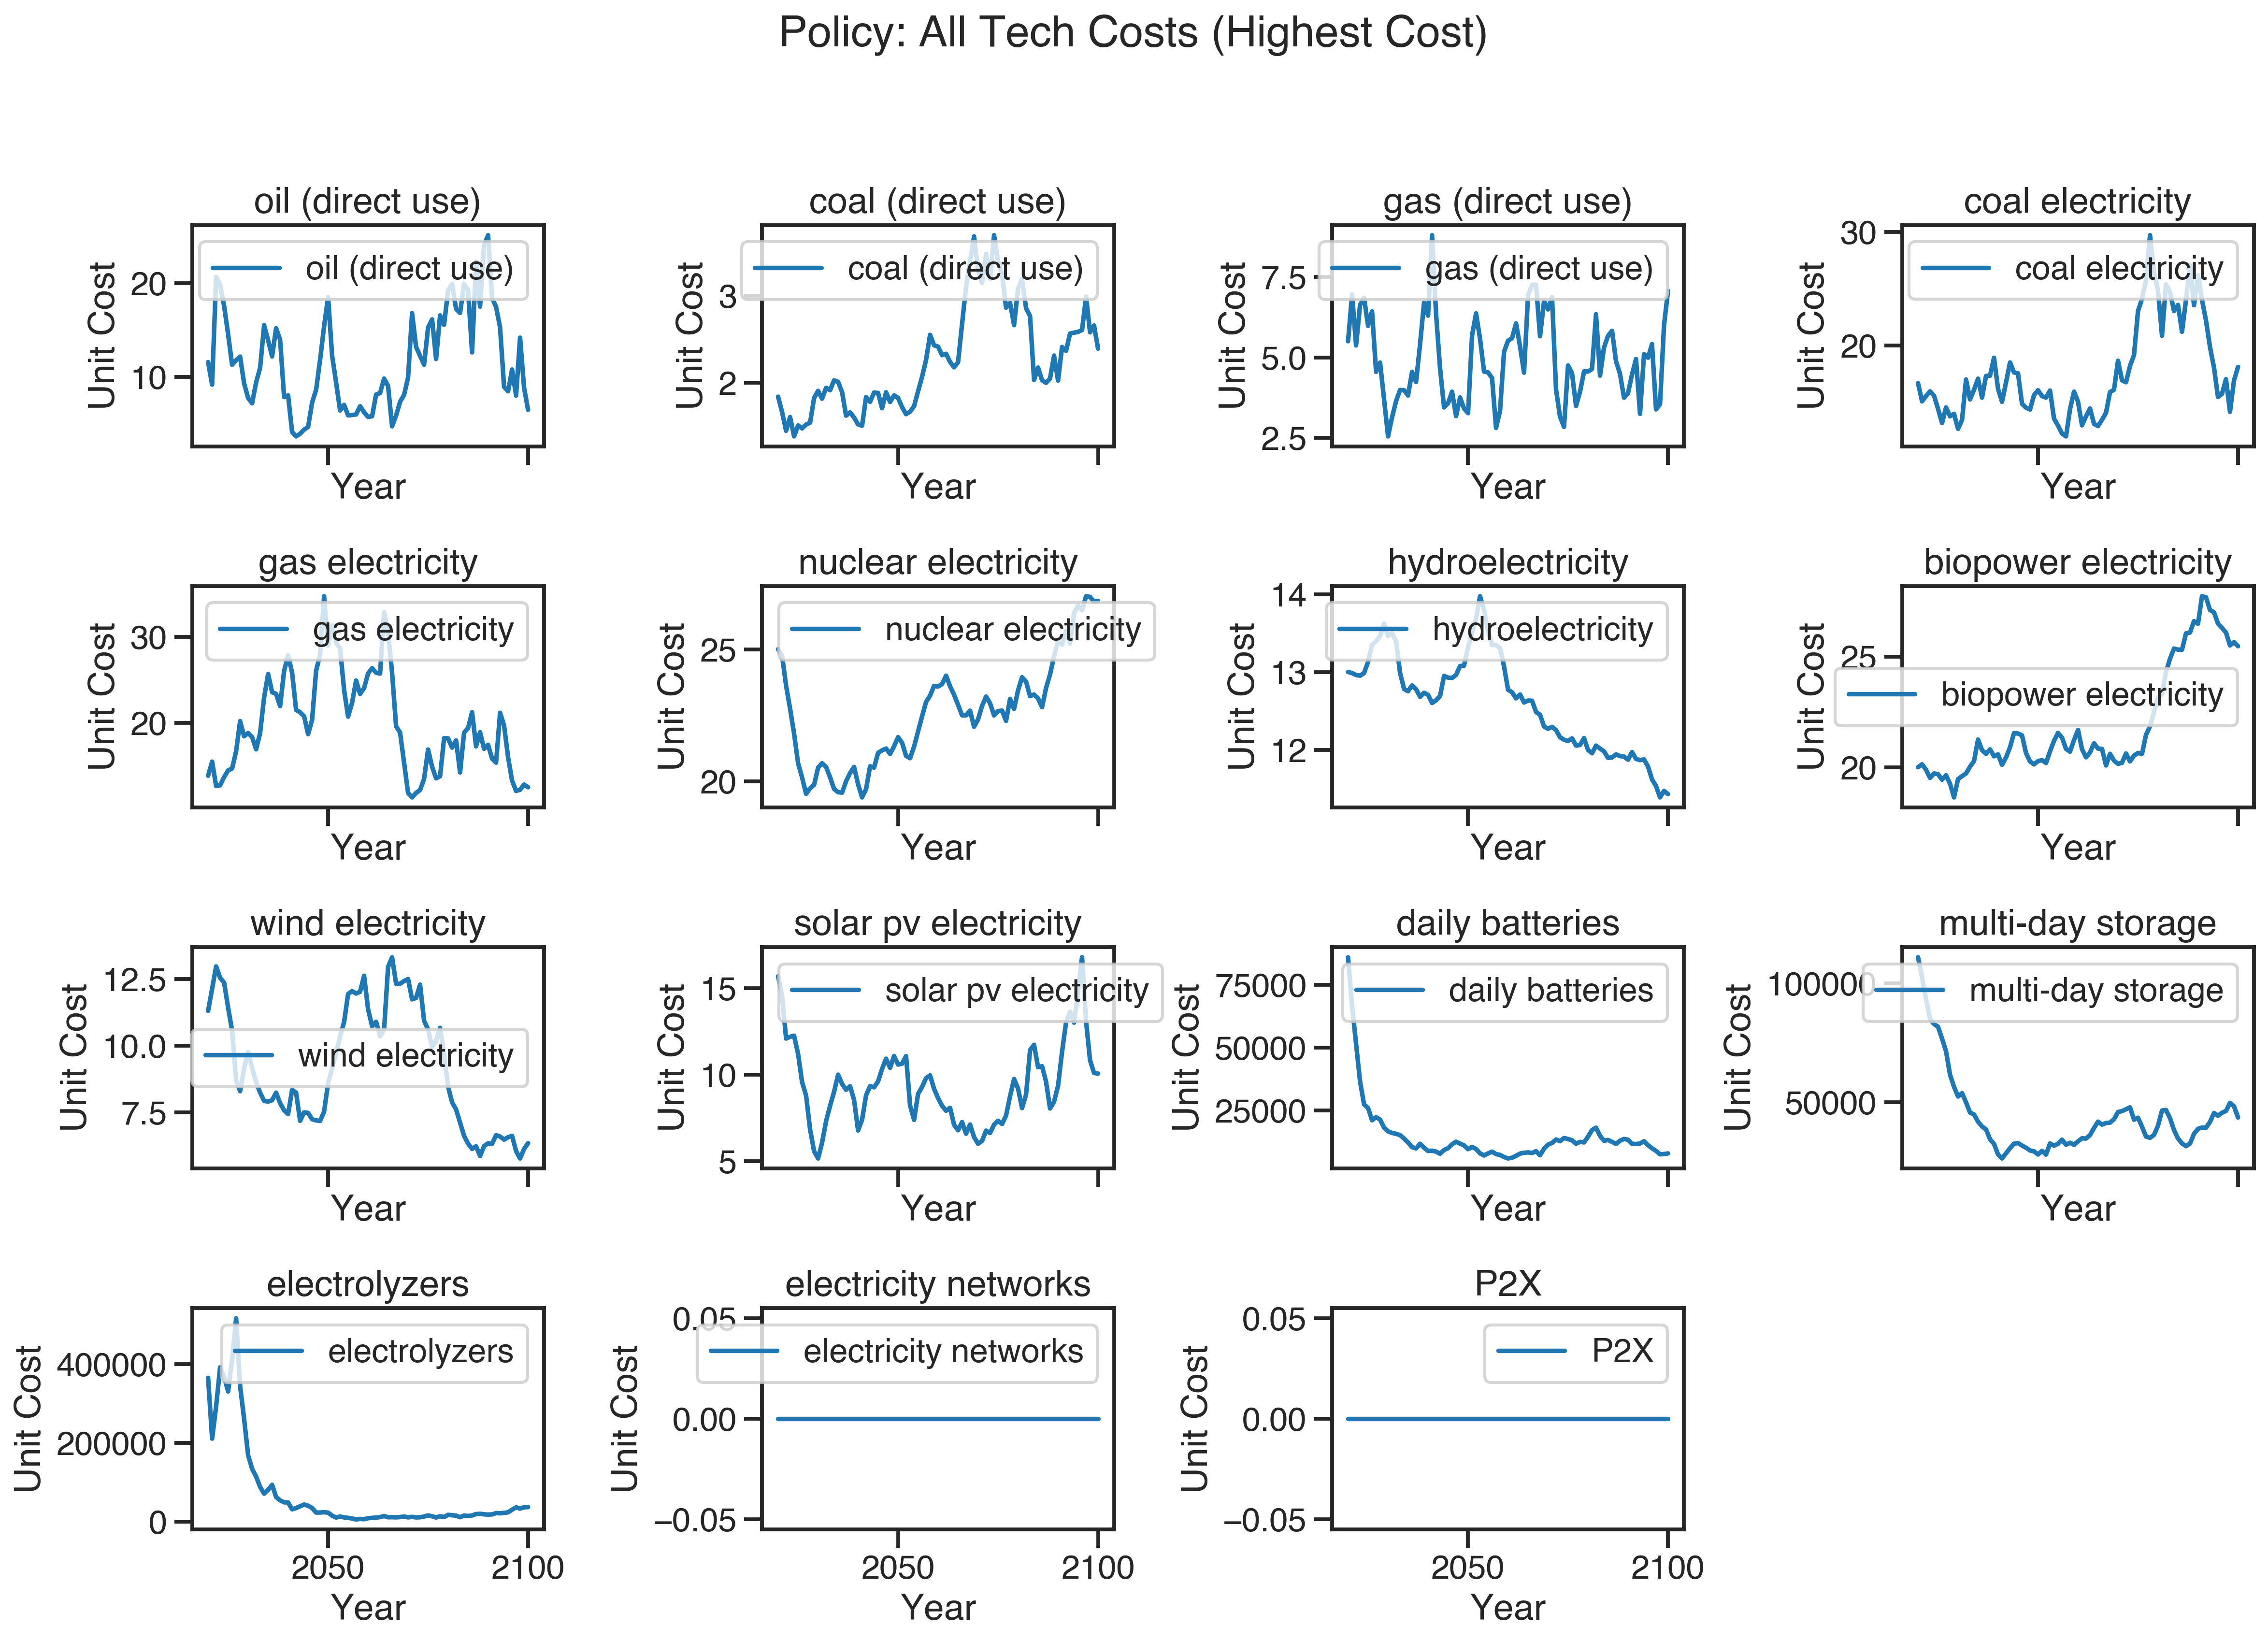 Policy: All Tech Costs (Highest Cost)
oil (direct use)
Unit Cost
20
10
oil (direct use)
Year
coal (direct use)
Unit Cost
3
2
coal (direct use)
Year
gas (direct use)
Unit Cost
7.5
5.0
2.5
gas (direct use)
Year
coal electricity
Unit Cost
30
20
coal electricity
Year
gas electricity
Unit Cost
30
20
gas electricity
Year
nuclear electricity
Unit Cost
25
20
nuclear electricity
Year
hydroelectricity
Unit Cost
14
13
12
hydroelectricity
Year
biopower electricity
Unit Cost
25
20
biopower electricity
Year
wind electricity
Unit Cost
12.5
10.0
7.5
wind electricity
Year
solar pv electricity
Unit Cost
15
10
5
solar pv electricity
Year
daily batteries
Unit Cost
75000
50000
25000
daily batteries
Year
multi-day storage
Unit Cost
100000
50000
multi-day storage
Year
electrolyzers
Unit Cost
400000
200000
0
electrolyzers
2050
2100
Year
electricity networks
Unit Cost
0.05
0.00
−0.05
electricity networks
2050
2100
Year
P2X
Unit Cost
0.05
0.00
−0.05
P2X
2050
2100
Year